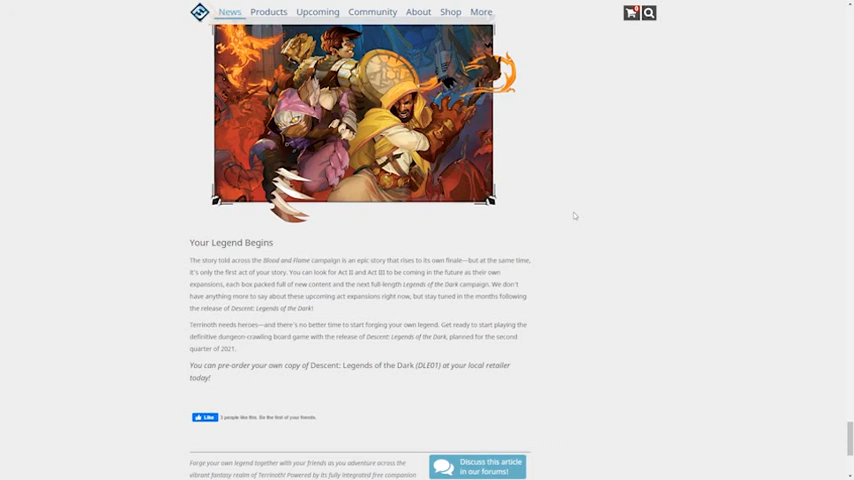 News Products Upcoming Community About Shop More
Your Legend Begins
The story told across the Blood and Flame campaign is an epic story that rises to its own finale—but at the same time,
it's only the first act of your story. You can look for Act II and Act III to be coming in the future as their own
expansions, each box packed full of new content and the next full-length Legends of the Dark campaign. We don't
have anything more to say about these upcoming act expansions right now, but stay tuned in the months following
the release of Descent: Legends of the Dark!
Terrinoth needs heroes—and there's no better time to start forging your own legend. Get ready to start playing the
definitive dungeon-crawling board game with the release of Descent: Legends of the Dark, planned for the second
quarter of 2021.
You can pre-order your own copy of Descent: Legends of the Dark (DLE01) at your local retailer
today!
Like people like this. Be the first of your friends.
Forge your own legend together with your friends as you adventure across the
vibrant fantasy realm of Terrinoth! Powered by its fully integrated free companion
Discuss this article
in our forums!